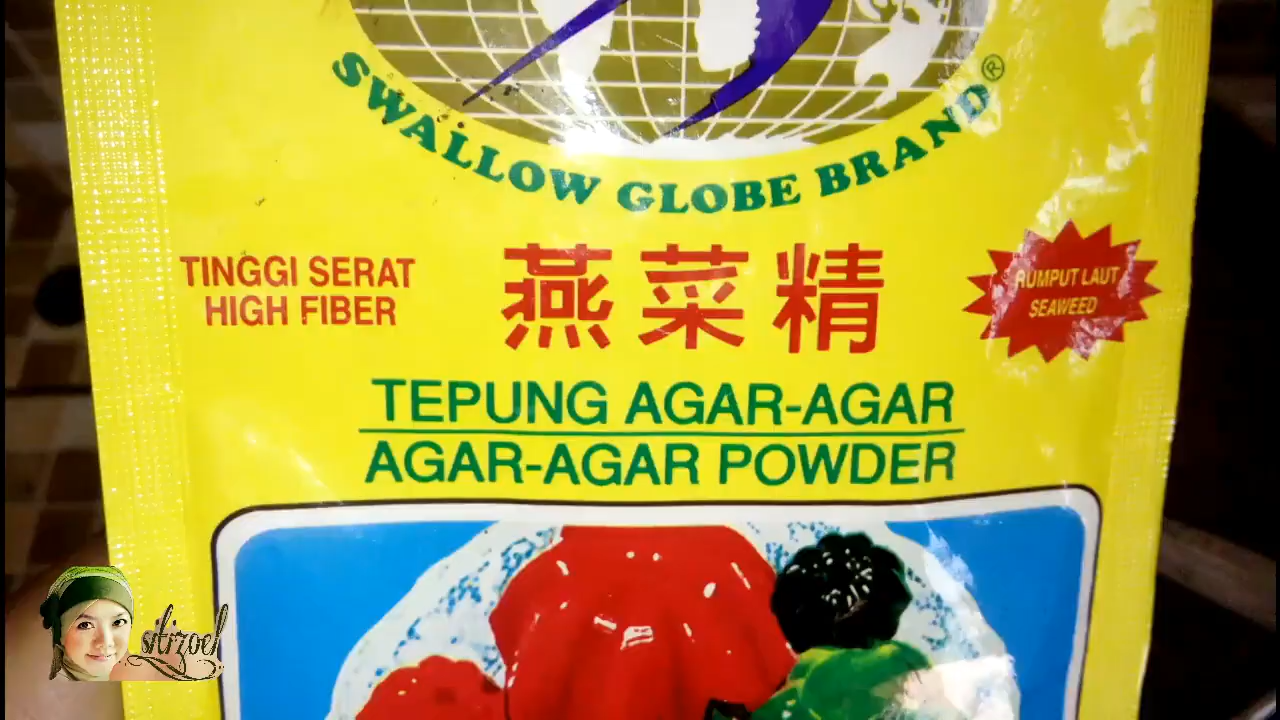 SWALLOW GLOBE BRAND®
TINGGI SERAT
HIGH FIBER
燕菜精
RUMPUT LAUT
SEAWEED
TEPUNG AGAR-AGAR
AGAR-AGAR POWDER
sitizoel